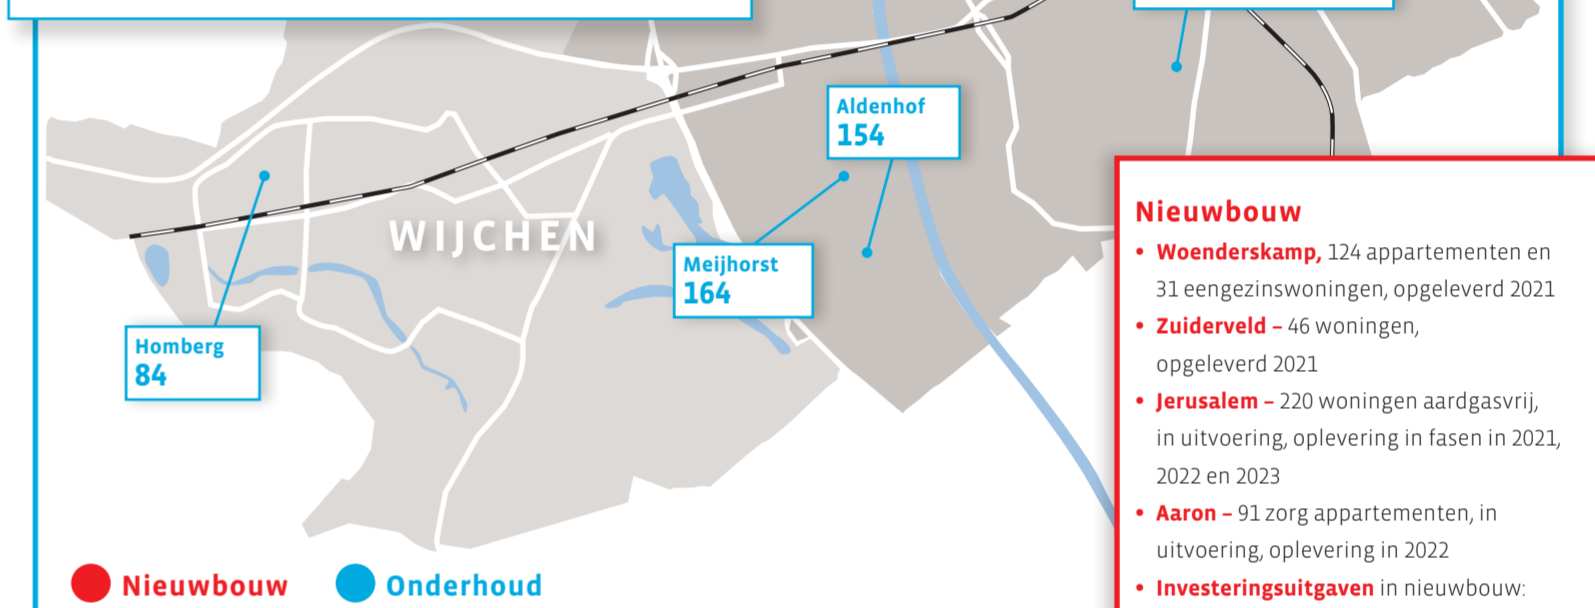 Aldenhof
154
WIJCHEN
Meijhorst
164
Homberg
84
Nieuwbouw
Onderhoud
Nieuwbouw
• Woenderskamp, 124 appartementen en
31 eengezinswoningen, opgeleverd 2021
• Zuiderveld – 46 woningen,
opgeleverd 2021
• Jerusalem – 220 woningen aardgasvrij,
in uitvoering, oplevering in fasen in 2021,
2022 en 2023
• Aaron – 91 zorg appartementen, in
uitvoering, oplevering in 2022
• Investeringsuitgaven in nieuwbouw: